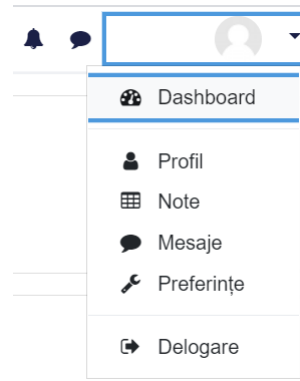 Dashboard
Profil
Note
Mesaje
Preferințe
Delogare